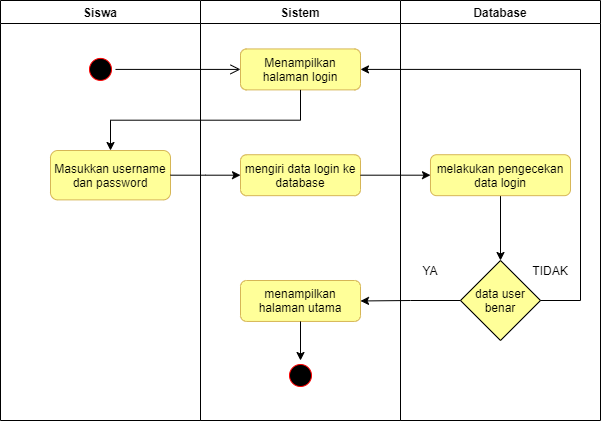 Siswa
Sistem
Database
Menampilkan
halaman login
Masukkan username
dan password
mengiri data login ke
database
melakukan pengecekan
data login
YA
TIDAK
data user
benar
menampilkan
halaman utama